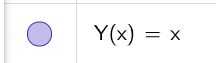 Y(x) = x